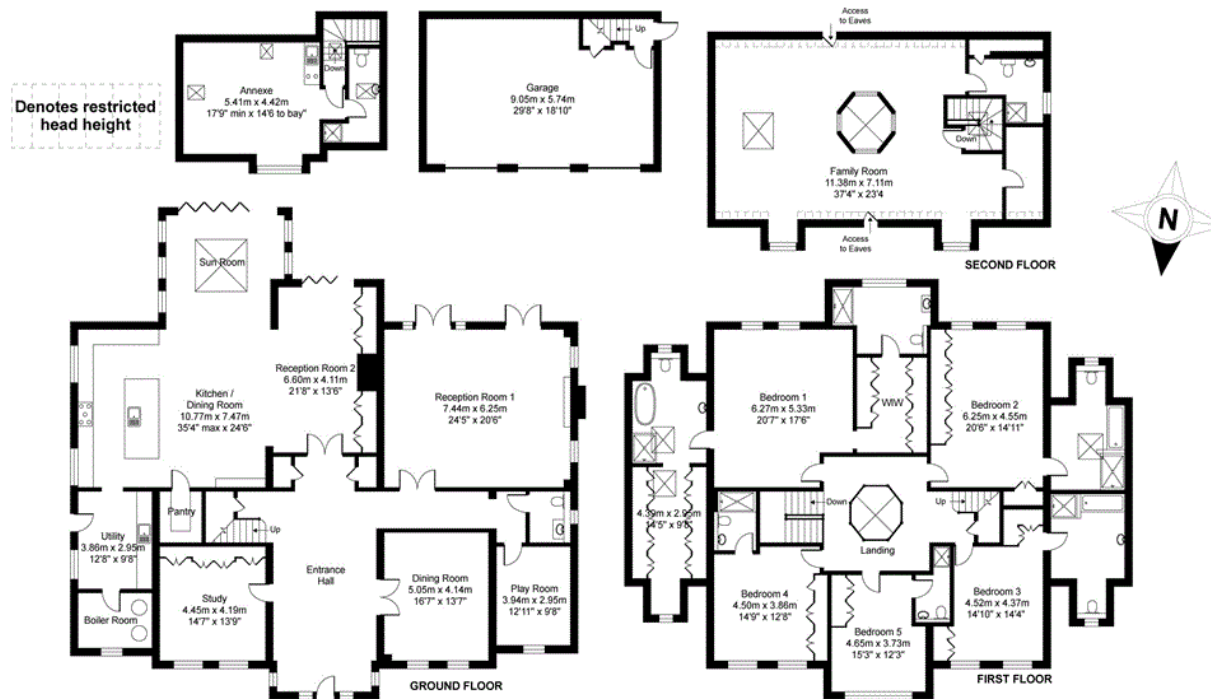 Access
to Eaves
Up
Down
Annexe
5.41m x 4.42m
17'9" min x 14'6 to bay"
Garage
9.05m x 5.74m
29'8" x 18'10"
Denotes restricted
head height
Down
Family Room
11.38m x 7.11m
37'4" x 23'4
Access
to Eaves
SECOND FLOOR
N
Sun Room
Reception Room 2
6.60m x 4.11m
21'8" x 13'6"
Kitchen /
Dining Room
10.77m x 7.47m
35'4" max x 24'6"
Reception Room 1
7.44m x 6.25m
24'5" x 20'6"
Pantry
Up
Utility
3.86m x 2.95m
12'8" x 9'8"
Boiler Room
Study
4.45m x 4.19m
14'7" x 13'9"
Entrance
Hall
Dining Room
5.05m x 4.14m
16'7" x 13'7"
Play Room
3.94m x 2.95m
12'11" x 9'8"
GROUND FLOOR
Bedroom 1
6.27m x 5.33m
20'7" x 17'6"
WIW
Bedroom 2
6.25m x 4.55m
20'6" x 14'11"
4.39m x 2.95m
14'5" x 9'8"
Down
Up
Landing
Bedroom 4
4.50m x 3.86m
14'9" x 12'8"
Bedroom 5
4.65m x 3.73m
15'3" x 12'3"
Bedroom 3
4.52m x 4.37m
14'10" x 14'4"
FIRST FLOOR